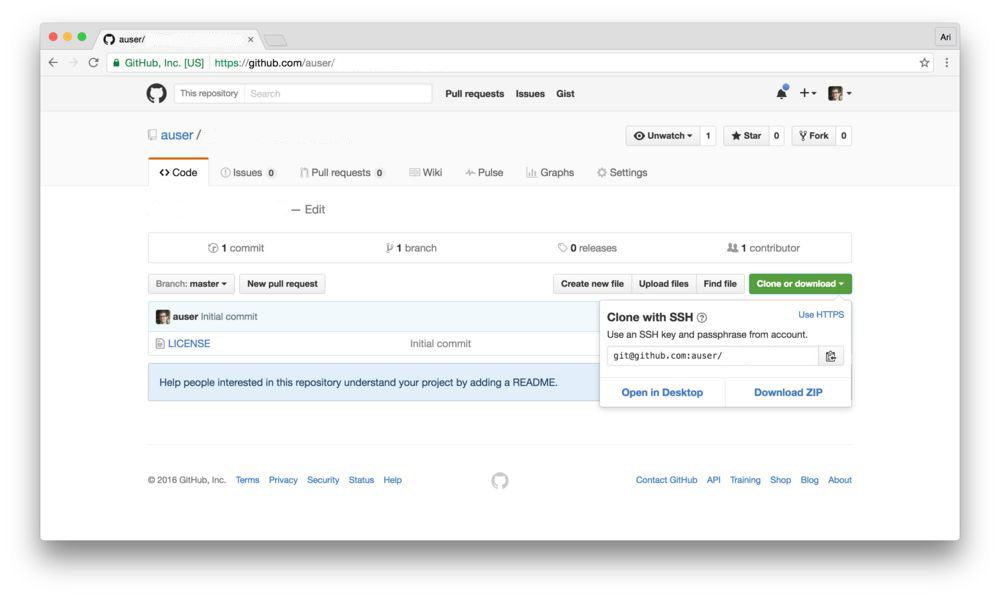 auser/
Ari
GitHub, Inc. [US] https://github.com/auser/
This repository Search Pull requests Issues Gist
auser /
Unwatch 1 Star 0 Fork 0
Code Issues 0 Pull requests 0 Wiki Pulse Graphs Settings
— Edit
1 commit 1 branch 0 releases 1 contributor
Branch: master New pull request Create new file Upload files Find file Clone or download
auser Initial commit
LICENSE Initial commit
Help people interested in this repository understand your project by adding a README.
Clone with SSH ? Use HTTPS
Use an SSH key and passphrase from account.
git@github.com:auser/
Open in Desktop Download ZIP
© 2016 GitHub, Inc. Terms Privacy Security Status Help Contact GitHub API Training Shop Blog About